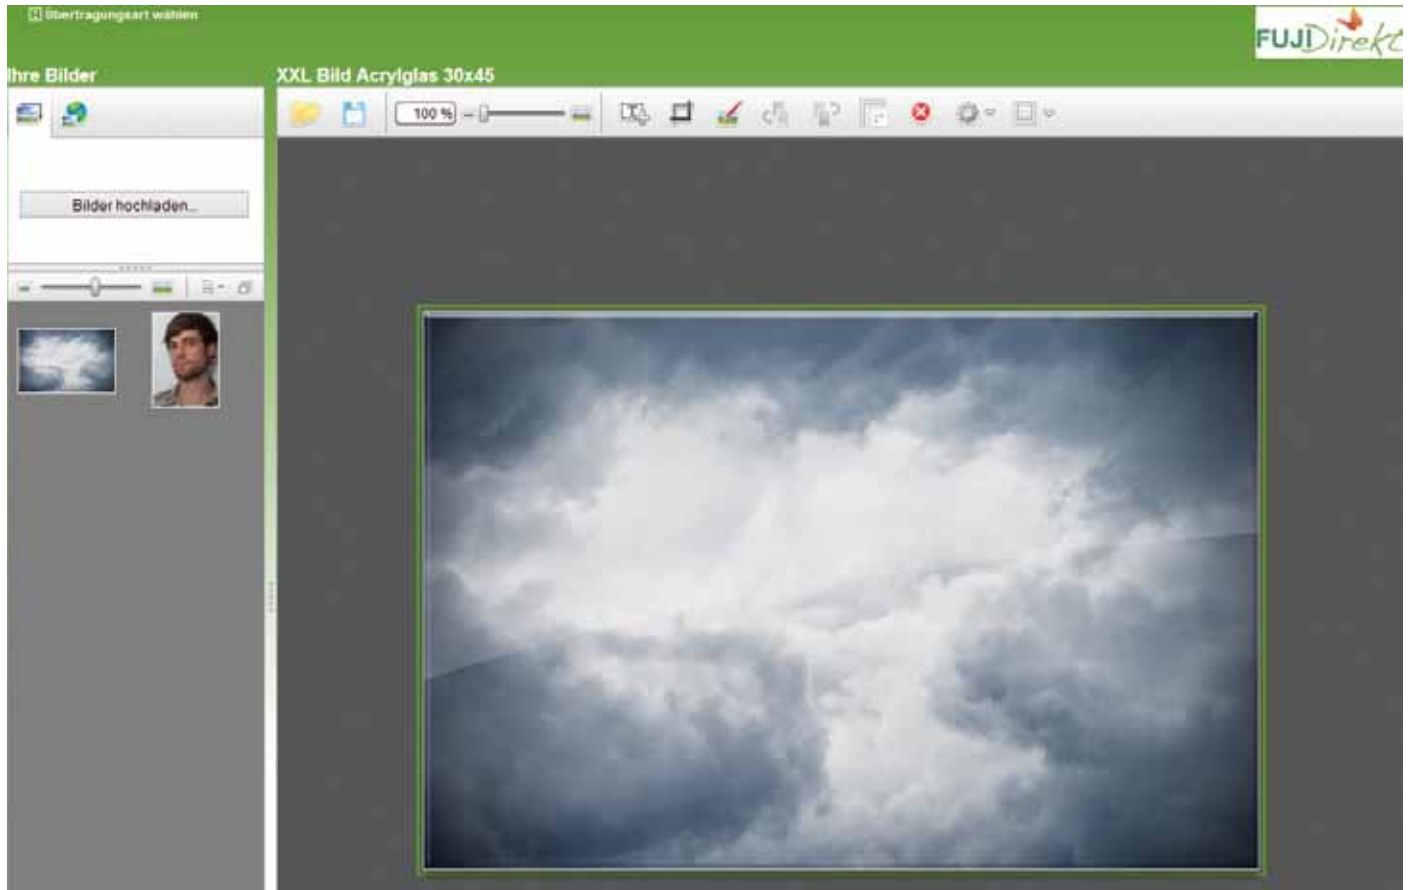 Übertragungsart wählen
FUJIDirekt
Ihre Bilder
XXL Bild Acrylglas 30x45
100 %
Bilder hochladen...